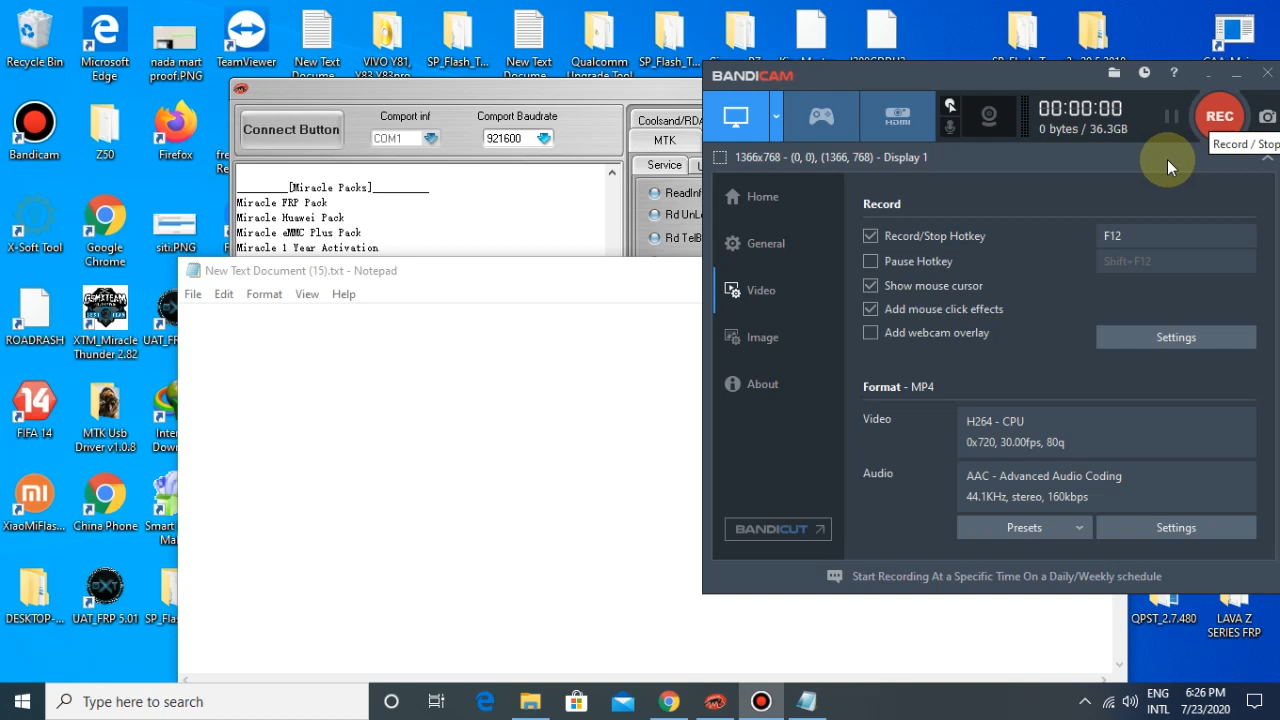 Recycle Bin
Microsoft Edge
nada mart proof.PNG
TeamViewer
New Text Docume...
VIVO Y81, Y83,Y83pro
SP_Flash_T...
New Text Docume...
Qualcomm Upgrade Tool
SP_Flash_T...
Bandicam
Z50
Firefox
X-Soft Tool
Google Chrome
siti.PNG
ROADRASH
GSMXTEAM
XTM_Miracle Thunder 2.82
UAT_FR
14
FIFA 14
MTK Usb Driver v1.0.8
Inter
Down
XiaoMiFlas...
China Phone
Smart
Ma
DESKTOP-...
UAT_FRP 5.01
SP_Flash
QPST_2.7.480
LAVA Z SERIES FRP
Connect Button
Comport inf
COM1
Comport Baudrate
921600
Coolsand/RDA
MTK
Service
ReadInf
Rd UnL
Rd TelB
________[Miracle Packs]________
Miracle FRP Pack
Miracle Huawei Pack
Miracle eMMC Plus Pack
Miracle 1 Year Activation
New Text Document (15).txt - Notepad
File Edit Format View Help
BANDICAM
HDMI
00:00:00
0 bytes / 36.3GB
REC
Record / Stop
1366x768 - (0, 0), (1366, 768) - Display 1
Home
General
Video
Image
About
BANDICUT
Record
Record/Stop Hotkey F12
Pause Hotkey Shift+F12
Show mouse cursor
Add mouse click effects
Add webcam overlay
Settings
Format - MP4
Video
H264 - CPU
0x720, 30.00fps, 80q
Audio
AAC - Advanced Audio Coding
44.1KHz, stereo, 160kbps
Presets
Settings
Start Recording At a Specific Time On a Daily/Weekly schedule
Type here to search
ENG
INTL
6:26 PM
7/23/2020